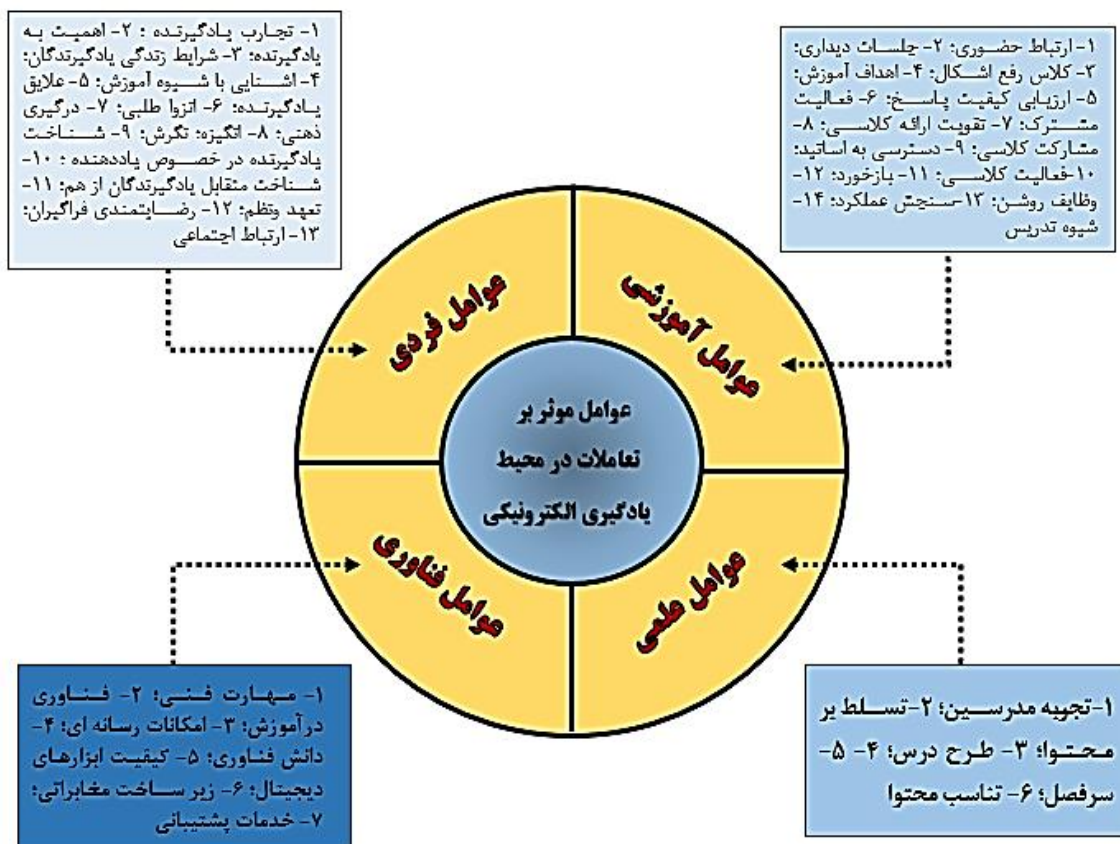 ۱- ارتباط حضوری؛ ۲- جلسات دیداری؛
۳- کلاس رفع اشکال؛ ۴- اهداف آموزش؛
۵- ارزیابی کیفیت پاسخ؛ ۶- فعالیت
مشترک؛ ۷- تقویت ارائه کلاسی؛ ۸-
مشارکت کلاسی؛ ۹- دسترسی به اساتید؛
۱۰-فعالیت کلاسی؛ ۱۱- بازخورد؛ ۱۲-
وظایف روشن؛ ۱۳-سنجش عملکرد؛ ۱۴-
شیوه تدریس
۱- تجارب یادگیرنده ؛ ۲- اهمیت به
یادگیرنده؛ ۳- شرایط زندگی یادگیرندگان؛
۴- اشنایی با شیوه آموزش؛ ۵- علایق
یادگیرنده؛ ۶- انزوا طلبی؛ ۷- درگیری
ذهنی؛ ۸- انگیزه؛ نگرش؛ ۹- شناخت
یادگیرنده در خصوص یاددهنده ؛ ۱۰-
شناخت متقابل یادگیرندگان از هم؛ ۱۱-
تعهد ونظم؛ ۱۲- رضایتمندی فراگیران؛
۱۳- ارتباط اجتماعی
عوامل آموزشی
عوامل فردی
عوامل موثر بر
تعاملات در محیط
یادگیری الکترونیکی
عوامل علمی
عوامل فناوری
۱-تجربه مدرسین؛ ۲-تسلط بر
محتوا؛ ۳- طرح درس؛ ۴- ۵-
سرفصل؛ ۶- تناسب محتوا
۱- مهارت فنی؛ ۲- فناوری
درآموزش؛ ۳- امکانات رسانه ای؛ ۴-
دانش فناوری؛ ۵- کیفیت ابزارهای
دیجیتال؛ ۶- زیر ساخت مخابراتی؛
۷- خدمات پشتیبانی